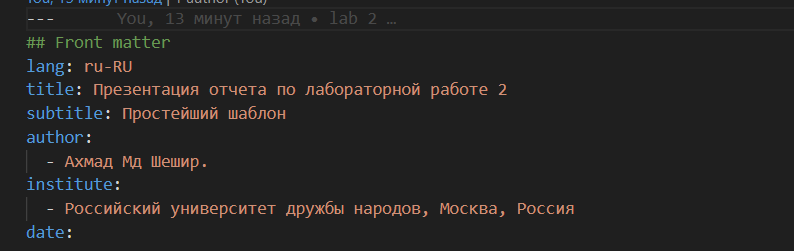 You, 13 минут назад | 1 author (You)
--- You, 13 минут назад • lab 2 …
## Front matter
lang: ru-RU
title: Презентация отчета по лабораторной работе 2
subtitle: Простейший шаблон
author:
- Ахмад Мд Шешир.
institute:
- Российский университет дружбы народов, Москва, Россия
date: